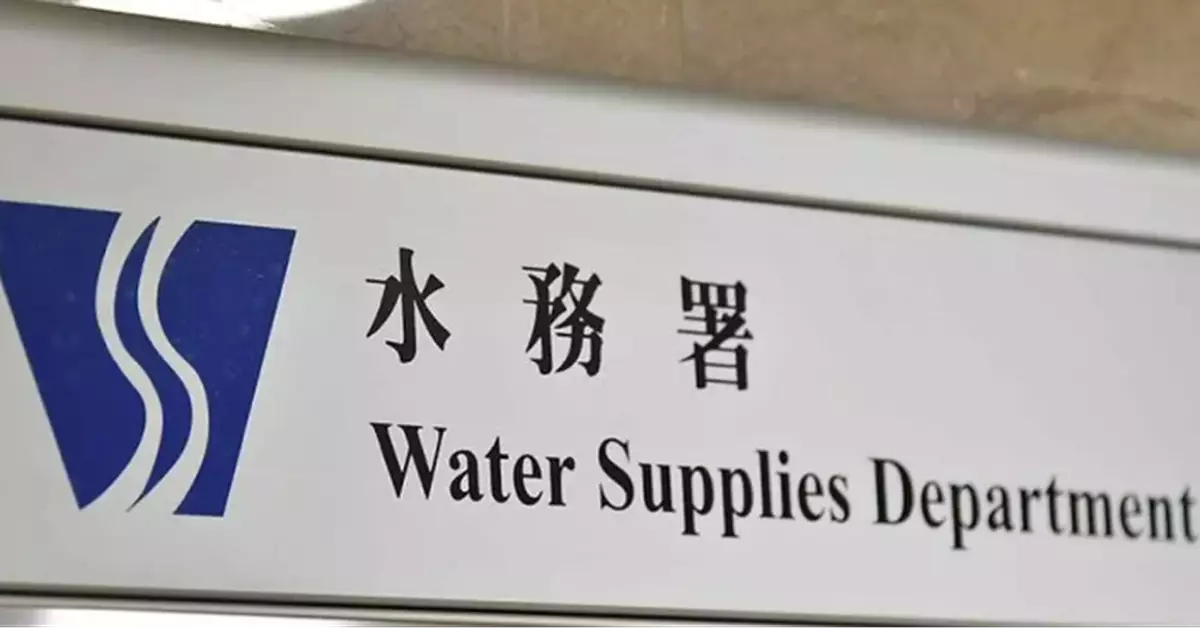 水務署
Water Supplies Department